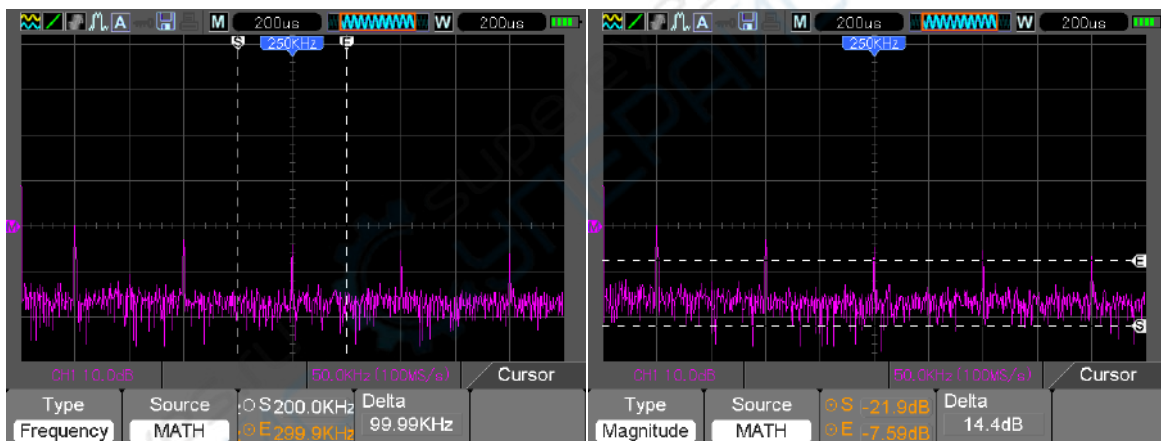 A M 200us W 200us
S 250KHz E
M
CH1 10.0dB 50.0KHz (100MS/s) Cursor
Type Source S 200.0KHz Delta
Frequency MATH E 299.9KHz 99.99KHz
A M 200us W 200us
250KHz
M
E
S
CH1 10.0dB 50.0KHz (100MS/s) Cursor
Type Source S -21.9dB Delta
Magnitude MATH E -7.59dB 14.4dB